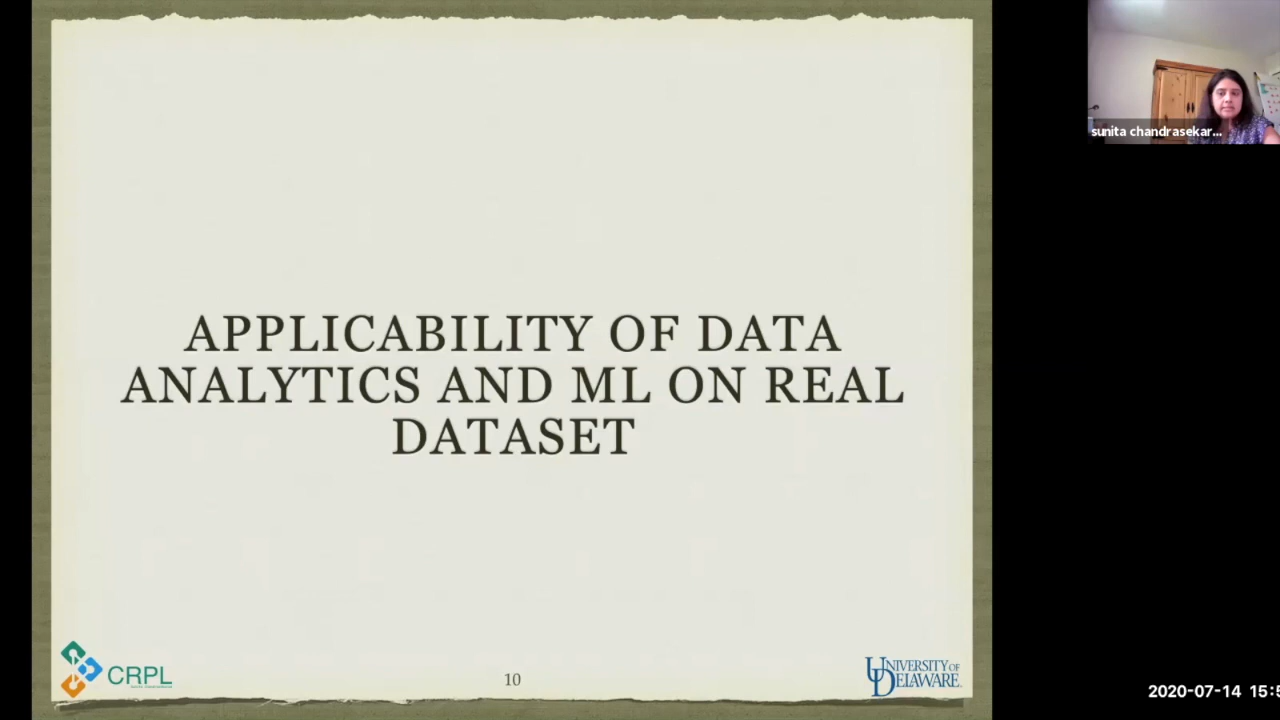 sunita chandrasekar...
APPLICABILITY OF DATA
ANALYTICS AND ML ON REAL
DATASET
CRPL
10
UNIVERSITY OF
DELAWARE
2020-07-14 15:5